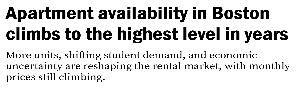 Apartment availability in Boston
climbs to the highest level in years
More units, shifting student demand, and economic
uncertainty are reshaping the rental market, with monthly
prices still climbing.